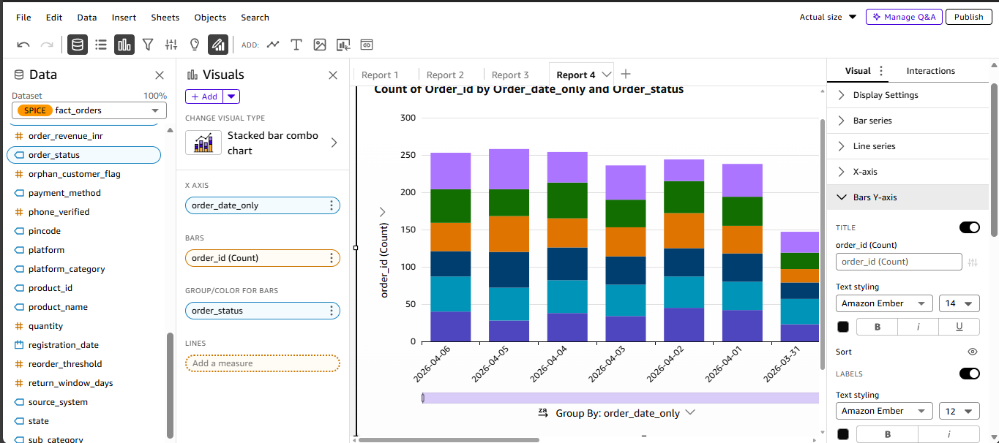 File Edit Data Insert Sheets Objects Search
Actual size Manage Q&A Publish
ADD:
Data
Dataset 100%
SPICE fact_orders
order_revenue_inr
order_status
orphan_customer_flag
payment_method
phone_verified
pincode
platform
platform_category
product_id
product_name
quantity
registration_date
reorder_threshold
return_window_days
source_system
state
sub_category
Visuals
+ Add
CHANGE VISUAL TYPE
Stacked bar combo
chart
X AXIS
order_date_only
BARS
order_id (Count)
GROUP/COLOR FOR BARS
order_status
LINES
Add a measure
Report 1 Report 2 Report 3 Report 4
Count of Order_id by Order_date_only and Order_status
order_id (Count)
300
250
200
150
100
50
0
2026-04-06 2026-04-05 2026-04-04 2026-04-03 2026-04-02 2026-04-01 2026-03-31
Group By: order_date_only
Visual Interactions
Display Settings
Bar series
Line series
X-axis
Bars Y-axis
TITLE
order_id (Count)
order_id (Count)
Text styling
Amazon Ember 14
B i U
Sort
LABELS
Text styling
Amazon Ember 12
B i